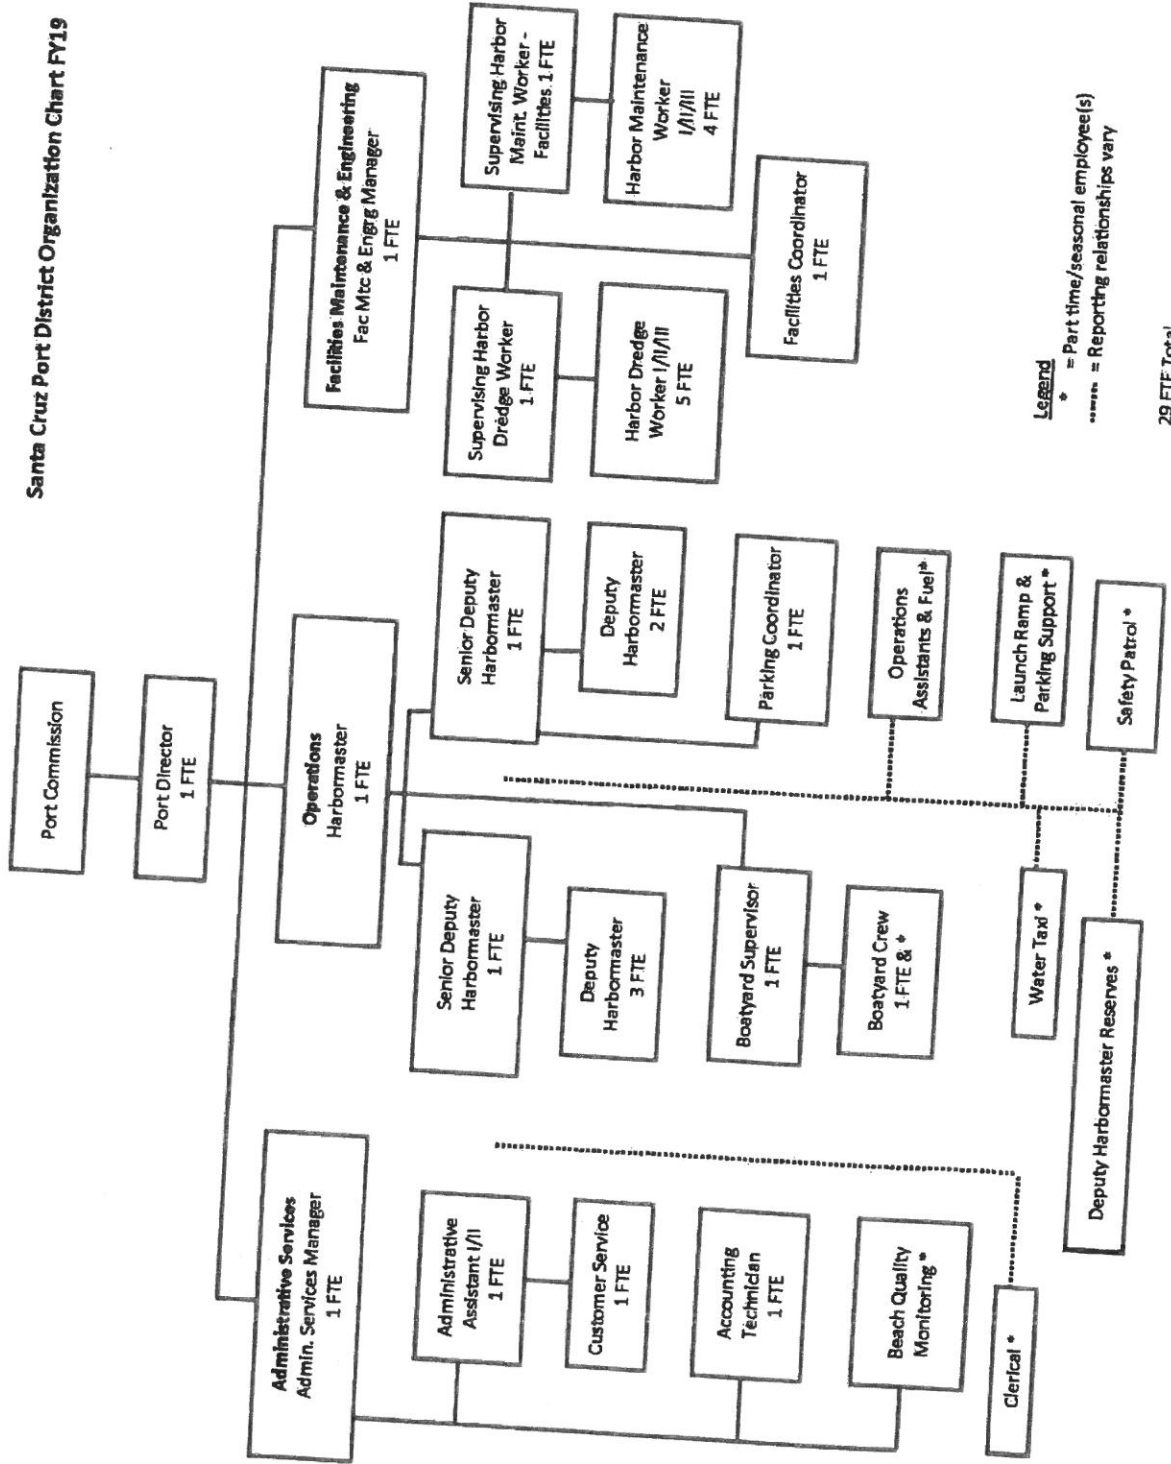 Santa Cruz Port District Organization Chart FY19
Port Commission
Port Director
1 FTE
Administrative Services
Admin. Services Manager
1 FTE
Operations
Harbormaster
1 FTE
Facilities Maintenance & Engineering
Fac Mtc & Engrg Manager
1 FTE
Administrative
Assistant I/II
1 FTE
Customer Service
1 FTE
Accounting
Technician
1 FTE
Beach Quality
Monitoring *
Clerical *
Senior Deputy
Harbormaster
1 FTE
Deputy
Harbormaster
3 FTE
Boatyard Supervisor
1 FTE
Boatyard Crew
1 FTE & *
Water Taxi *
Deputy Harbormaster Reserves *
Senior Deputy
Harbormaster
1 FTE
Deputy
Harbormaster
2 FTE
Parking Coordinator
1 FTE
Operations
Assistants & Fuel*
Launch Ramp &
Parking Support *
Safety Patrol *
Supervising Harbor
Dredge Worker
1 FTE
Harbor Dredge
Worker I/II/III
5 FTE
Supervising Harbor
Maint. Worker -
Facilities 1 FTE
Harbor Maintenance
Worker
I/II/III
4 FTE
Facilities Coordinator
1 FTE
Legend
* = Part time/seasonal employee(s)
------ = Reporting relationships vary
29 FTE Total